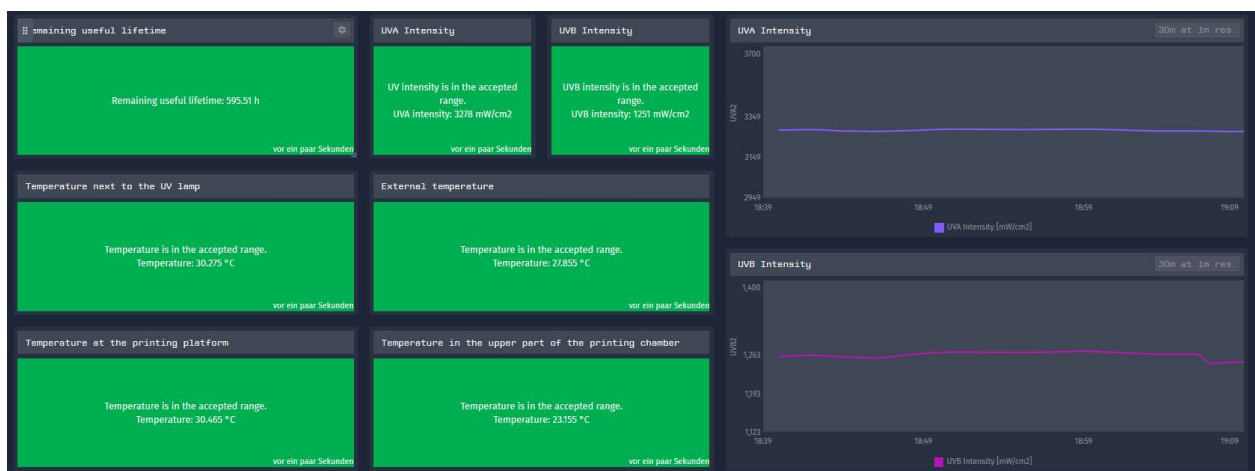 emaining useful lifetime
Remaining useful lifetime: 595.51 h
vor ein paar Sekunden
UVA Intensity
UV intensity is in the accepted
range.
UVA intensity: 3278 mW/cm2
vor ein paar Sekunden
UVB Intensity
UVB intensity is in the accepted
range.
UVB intensity: 1251 mW/cm2
vor ein paar Sekunden
UVA Intensity
30m at 1m res.
3700
3349
3149
2949
UVA2
18:39 18:49 18:59 19:09
UVA Intensity [mW/cm2]
Temperature next to the UV lamp
Temperature is in the accepted range.
Temperature: 30.275 °C
vor ein paar Sekunden
External temperature
Temperature is in the accepted range.
Temperature: 27.855 °C
vor ein paar Sekunden
UVB Intensity
30m at 1m res.
1,400
1,263
1,193
1,123
UVB2
18:39 18:49 18:59 19:09
UVB Intensity [mW/cm2]
Temperature at the printing platform
Temperature is in the accepted range.
Temperature: 30.465 °C
vor ein paar Sekunden
Temperature in the upper part of the printing chamber
Temperature is in the accepted range.
Temperature: 23.155 °C
vor ein paar Sekunden